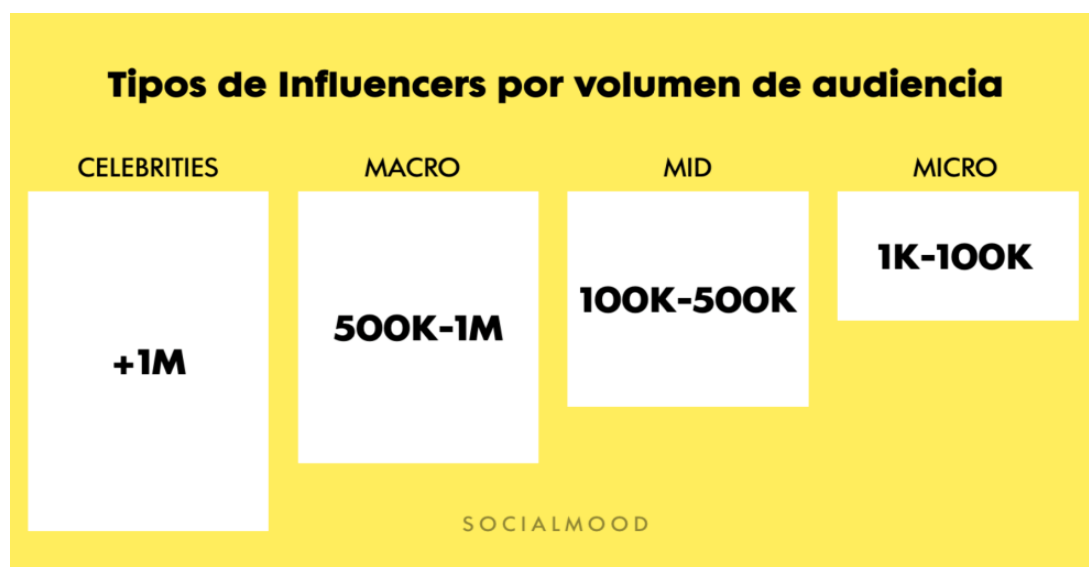 Tipos de Influencers por volumen de audiencia
CELEBRITIES
+1M
MACRO
500K-1M
MID
100K-500K
MICRO
1K-100K
SOCIALMOOD